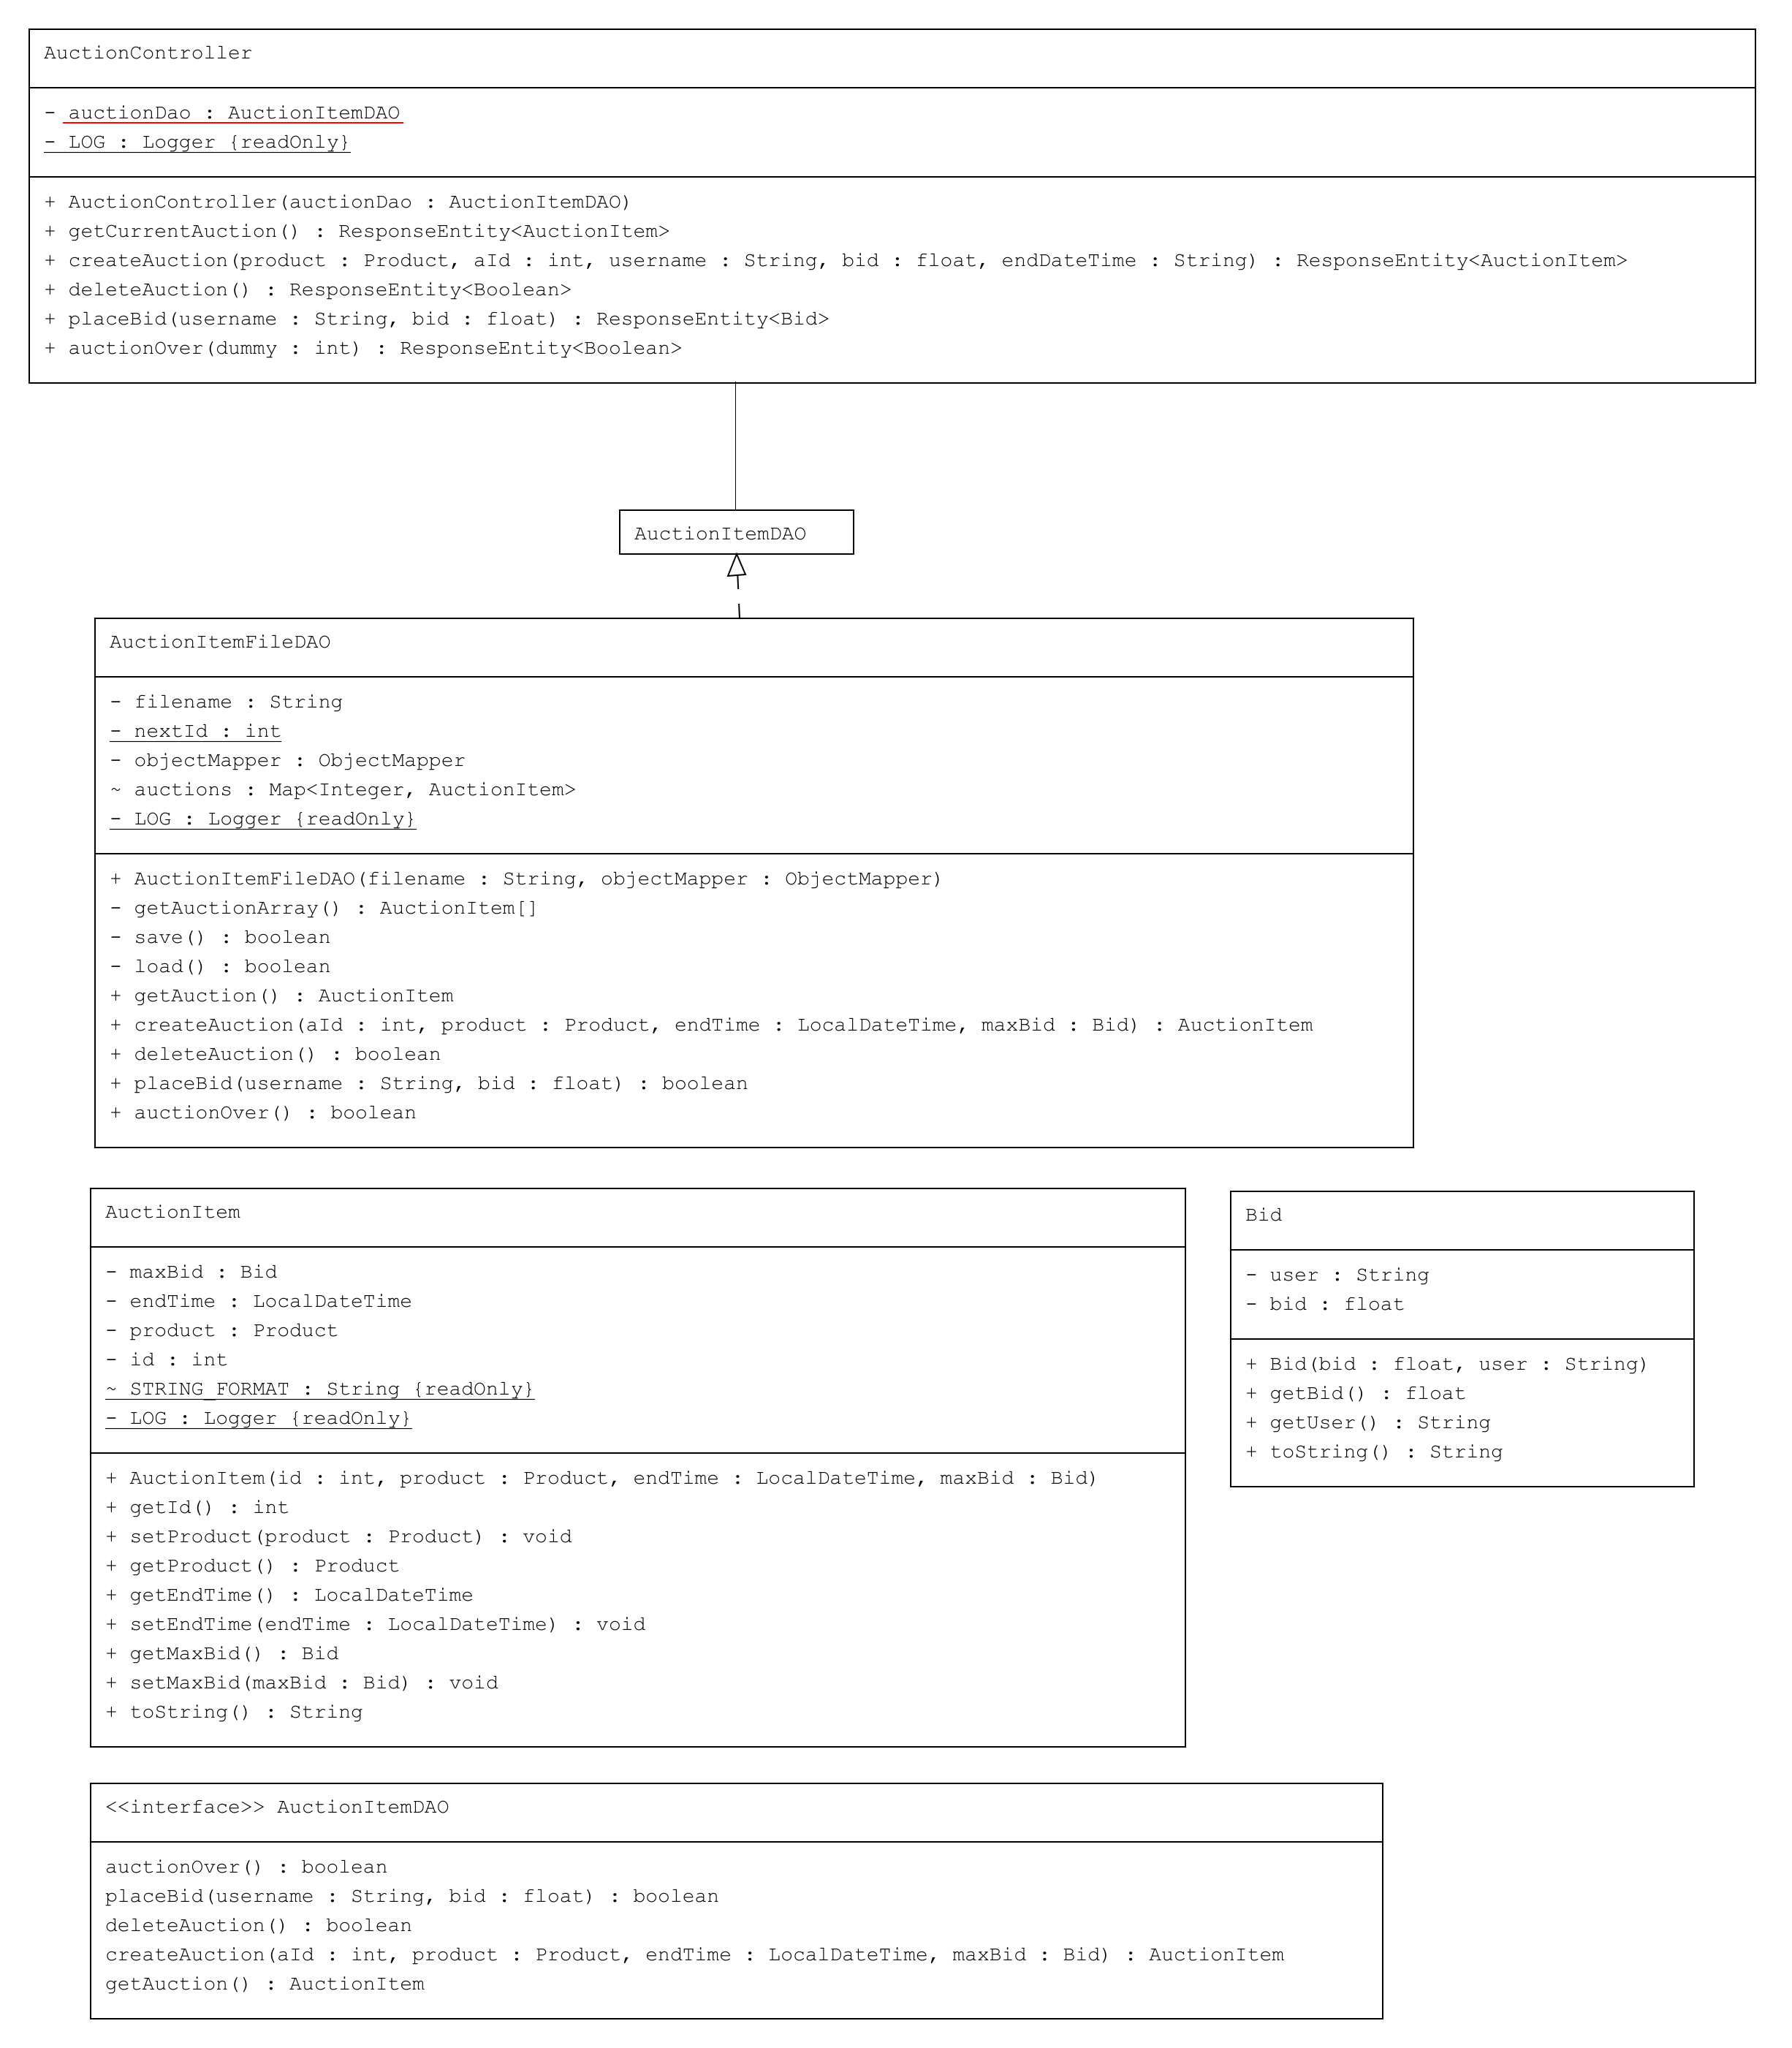 AuctionController
- auctionDao : AuctionItemDAO
- LOG : Logger {readOnly}
+ AuctionController(auctionDao : AuctionItemDAO)
+ getCurrentAuction() : ResponseEntity<AuctionItem>
+ createAuction(product : Product, aId : int, username : String, bid : float, endDateTime : String) : ResponseEntity<AuctionItem>
+ deleteAuction() : ResponseEntity<Boolean>
+ placeBid(username : String, bid : float) : ResponseEntity<Bid>
+ auctionOver(dummy : int) : ResponseEntity<Boolean>
AuctionItemDAO
AuctionItemFileDAO
- filename : String
- nextId : int
- objectMapper : ObjectMapper
~ auctions : Map<Integer, AuctionItem>
- LOG : Logger {readOnly}
+ AuctionItemFileDAO(filename : String, objectMapper : ObjectMapper)
- getAuctionArray() : AuctionItem[]
- save() : boolean
- load() : boolean
+ getAuction() : AuctionItem
+ createAuction(aId : int, product : Product, endTime : LocalDateTime, maxBid : Bid) : AuctionItem
+ deleteAuction() : boolean
+ placeBid(username : String, bid : float) : boolean
+ auctionOver() : boolean
AuctionItem
- maxBid : Bid
- endTime : LocalDateTime
- product : Product
- id : int
~ STRING_FORMAT : String {readOnly}
- LOG : Logger {readOnly}
+ AuctionItem(id : int, product : Product, endTime : LocalDateTime, maxBid : Bid)
+ getId() : int
+ setProduct(product : Product) : void
+ getProduct() : Product
+ getEndTime() : LocalDateTime
+ setEndTime(endTime : LocalDateTime) : void
+ getMaxBid() : Bid
+ setMaxBid(maxBid : Bid) : void
+ toString() : String
Bid
- user : String
- bid : float
+ Bid(bid : float, user : String)
+ getBid() : float
+ getUser() : String
+ toString() : String
<<interface>> AuctionItemDAO
auctionOver() : boolean
placeBid(username : String, bid : float) : boolean
deleteAuction() : boolean
createAuction(aId : int, product : Product, endTime : LocalDateTime, maxBid : Bid) : AuctionItem
getAuction() : AuctionItem